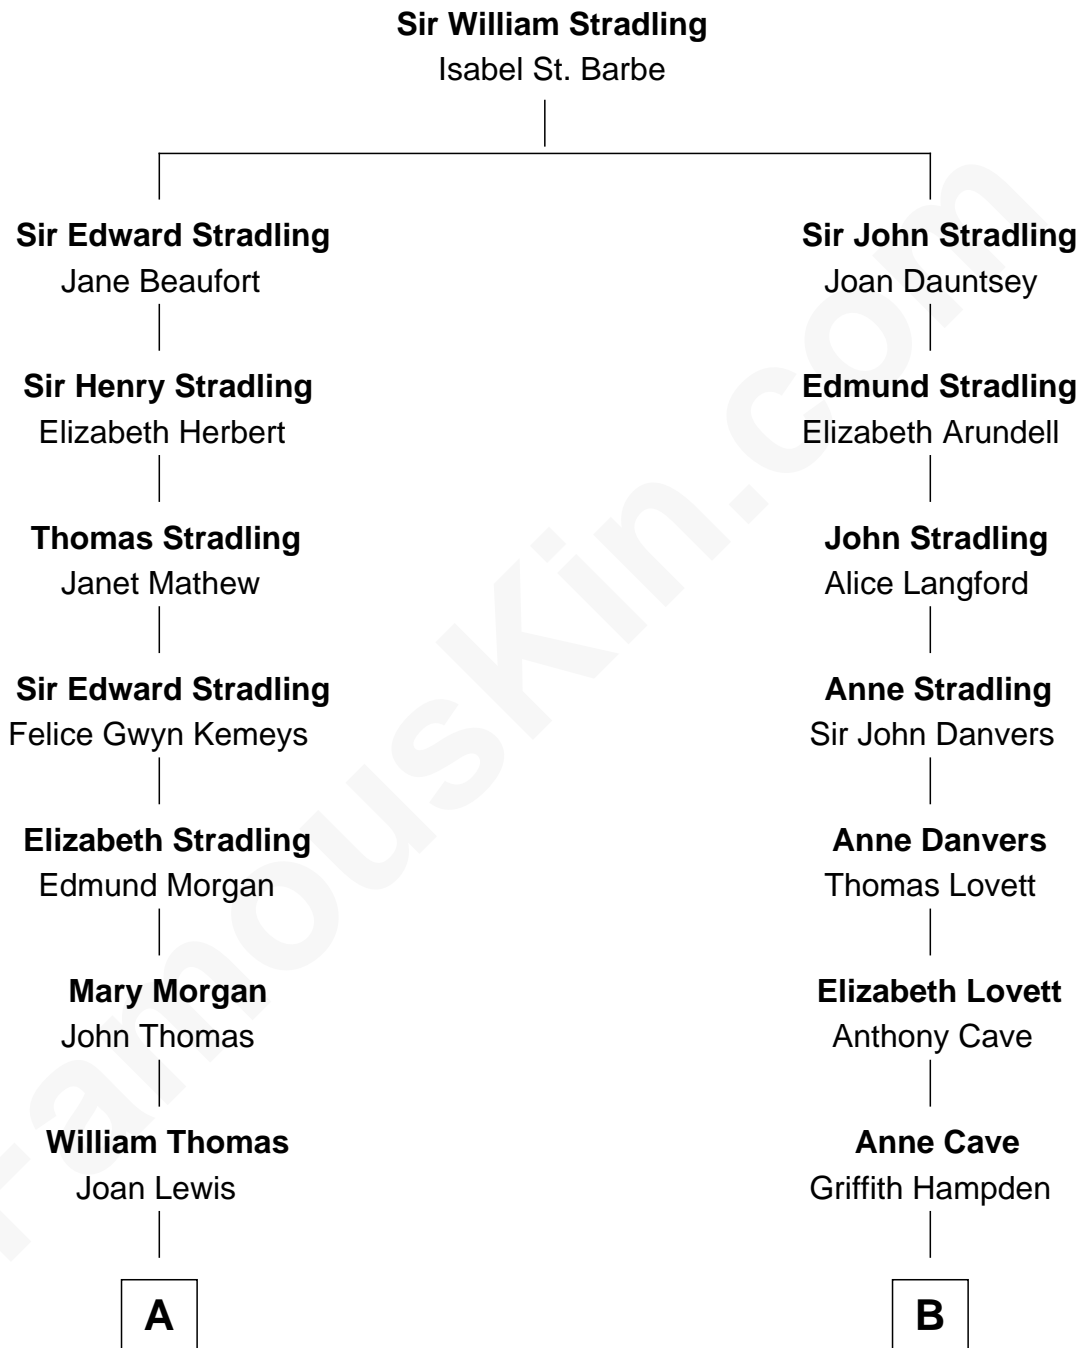 Sir William Stradling
Isabel St. Barbe
Sir Edward Stradling
Jane Beaufort
Sir Henry Stradling
Elizabeth Herbert
Thomas Stradling
Janet Mathew
Sir Edward Stradling
Felice Gwyn Kemeys
Elizabeth Stradling
Edmund Morgan
Mary Morgan
John Thomas
William Thomas
Joan Lewis
A
Sir John Stradling
Joan Dauntsey
Edmund Stradling
Elizabeth Arundell
John Stradling
Alice Langford
Anne Stradling
Sir John Danvers
Anne Danvers
Thomas Lovett
Elizabeth Lovett
Anthony Cave
Anne Cave
Griffith Hampden
B
FamousKin.com